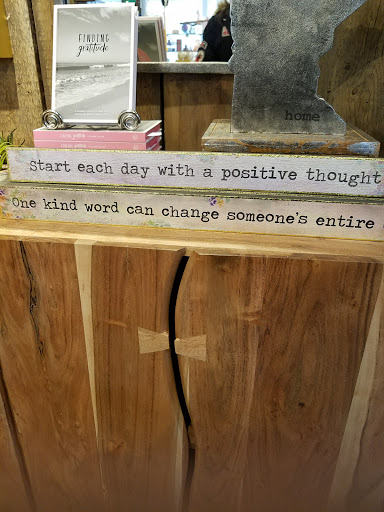 FINDING
gratitude
home
Start each day with a positive thought
One kind word can change someone's entire